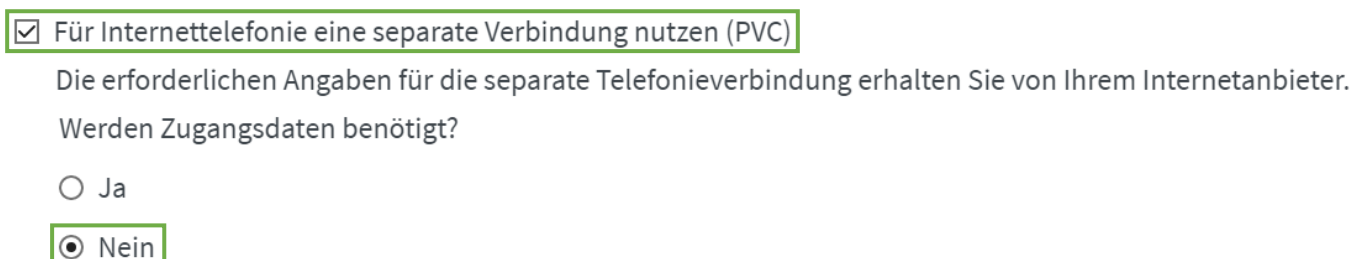 Für Internettelefonie eine separate Verbindung nutzen (PVC)
Die erforderlichen Angaben für die separate Telefonieverbindung erhalten Sie von Ihrem Internetanbieter.
Werden Zugangsdaten benötigt?
Ja
Nein